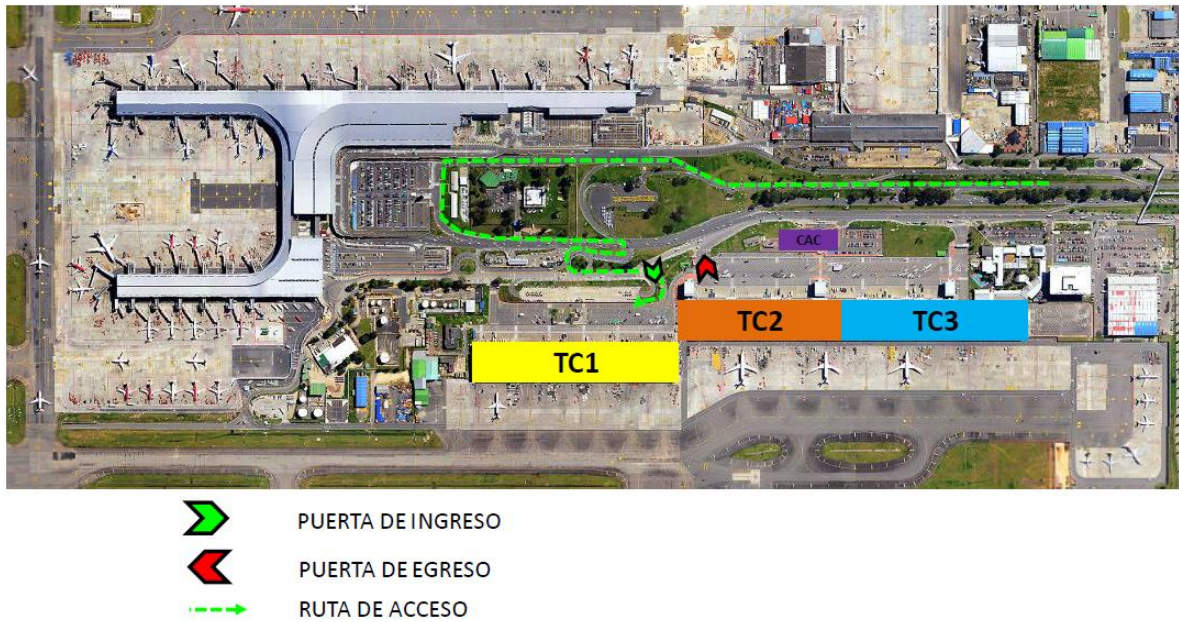 CAC
TC2
TC3
TC1
PUERTA DE INGRESO
PUERTA DE EGRESO
RUTA DE ACCESO